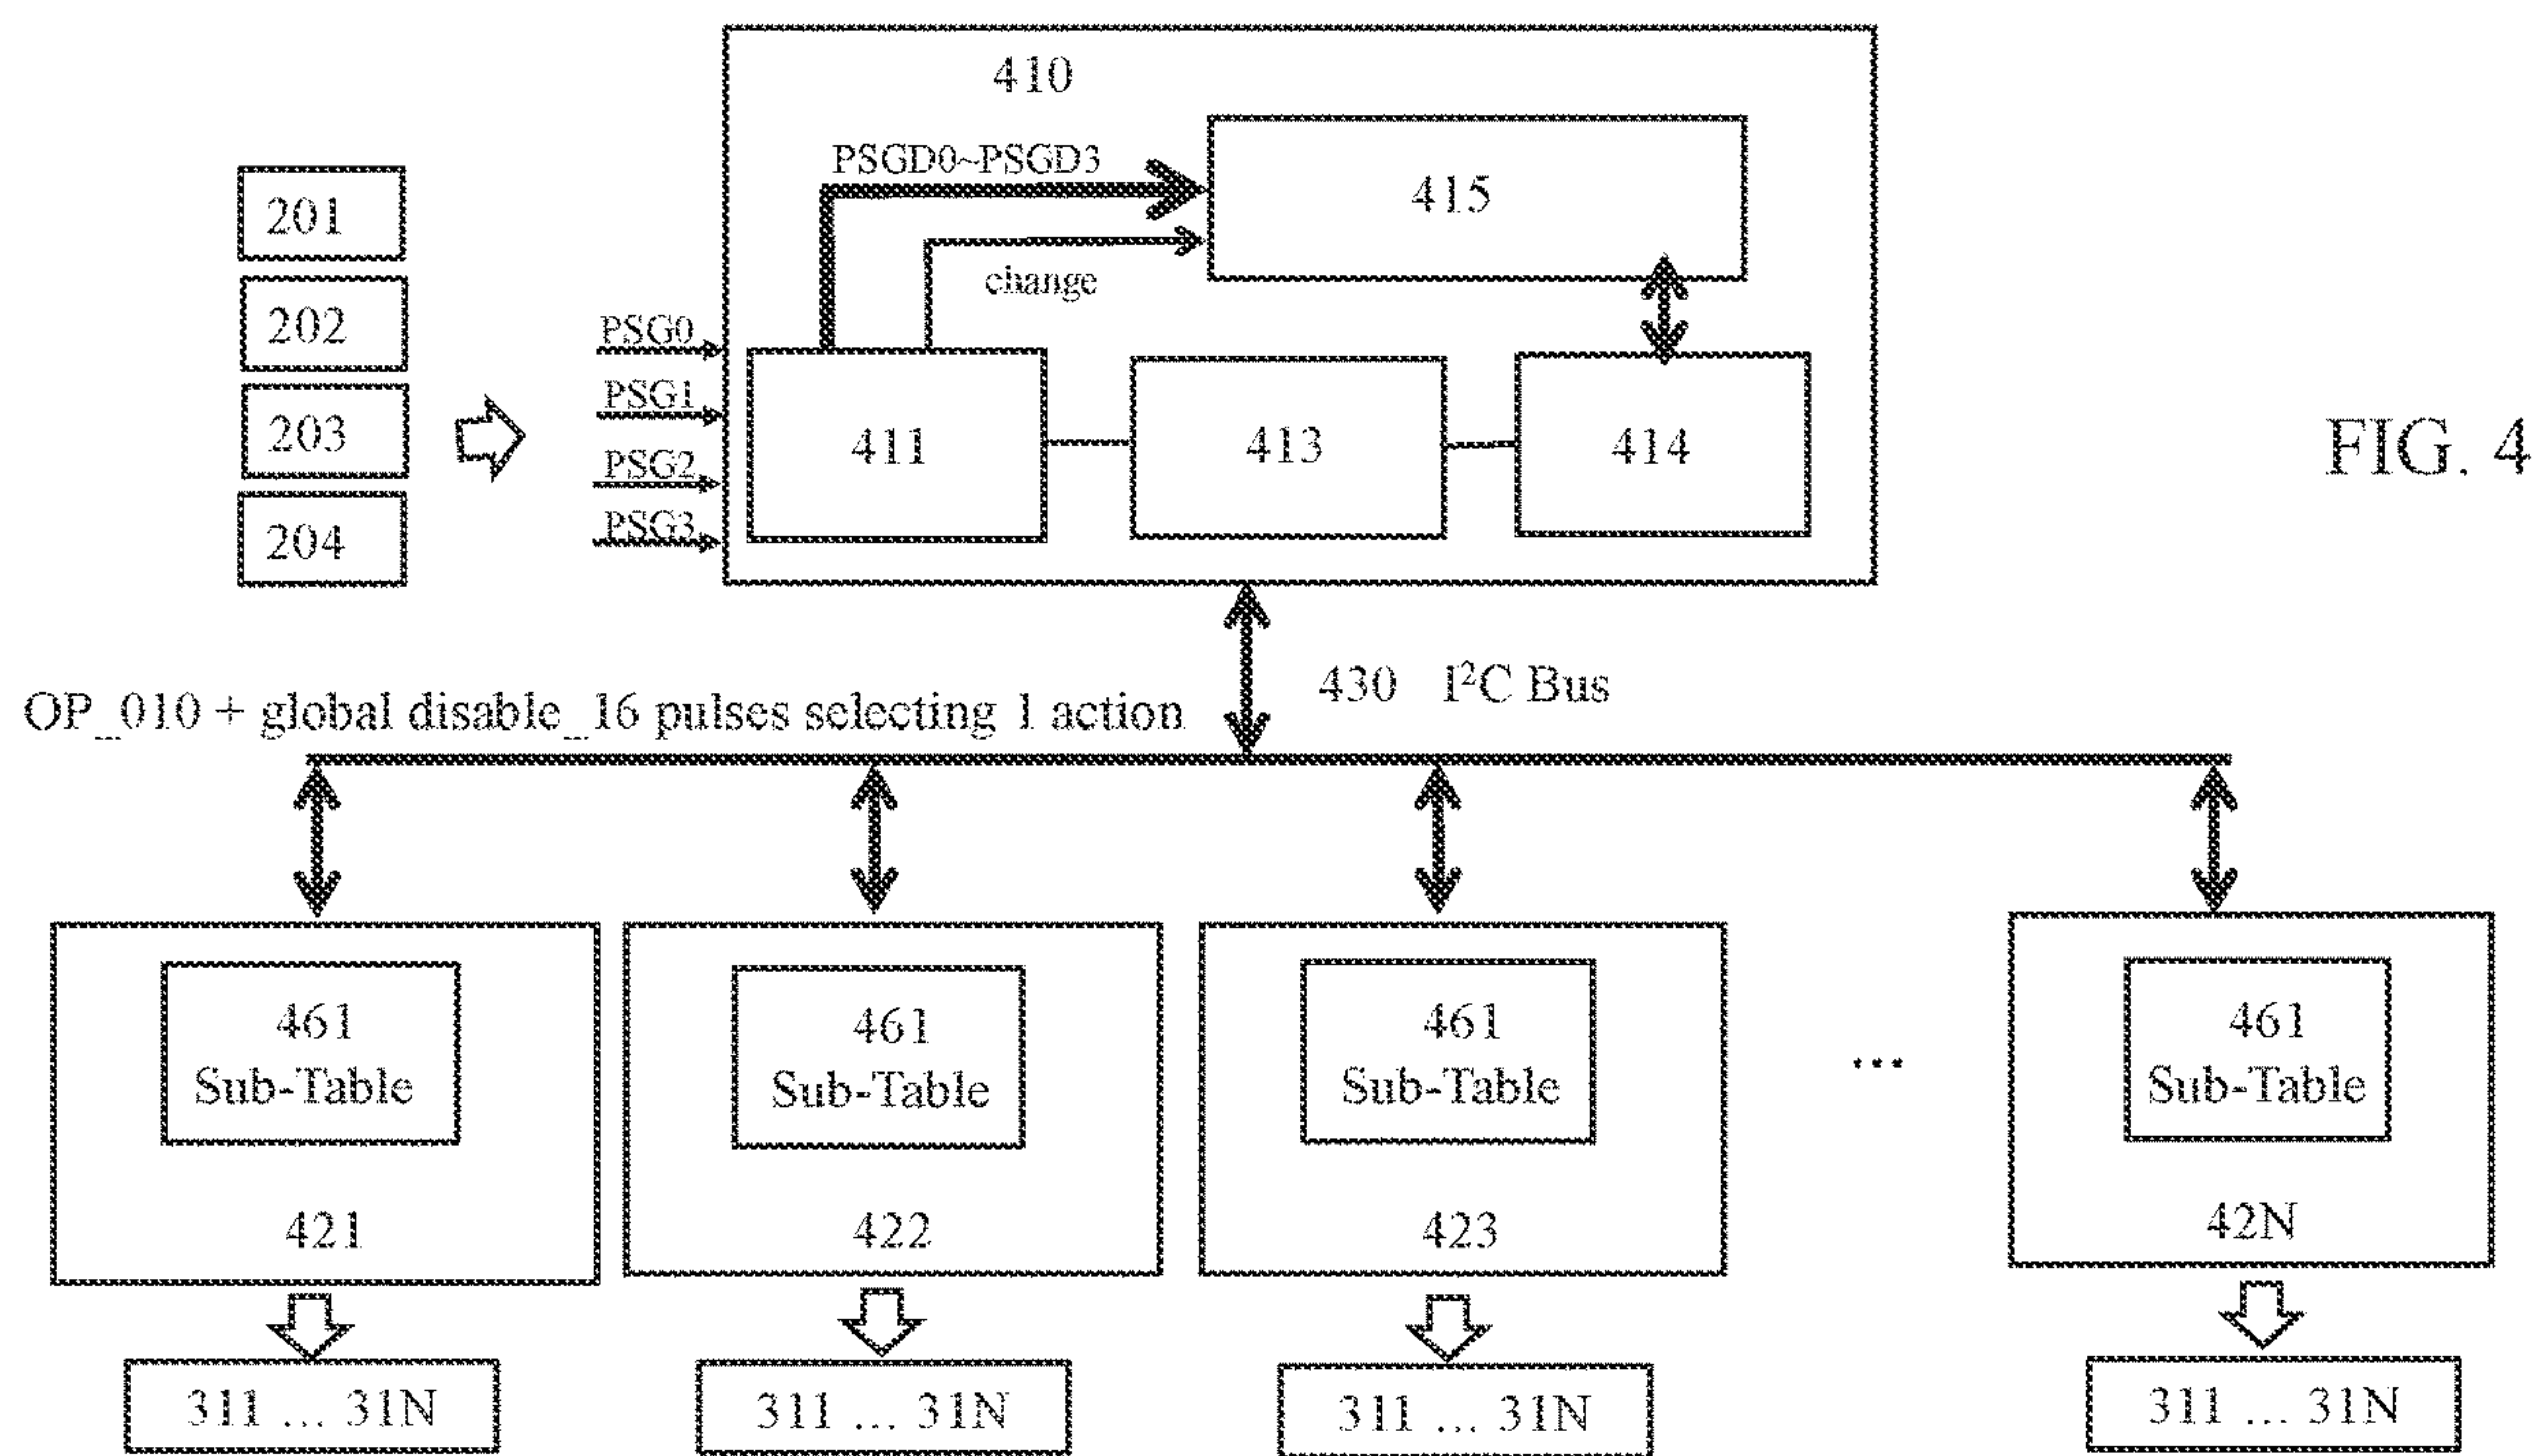 410
PSGD0~PSGD3
415
change
201
202
203
204
PSG0
PSG1
PSG2
PSG3
411
413
414
FIG. 4
430 I²C Bus
OP_010 + global disable_16 pulses selecting 1 action
461
Sub-Table
421
461
Sub-Table
422
461
Sub-Table
423
...
461
Sub-Table
42N
311 ... 31N
311 ... 31N
311 ... 31N
311 ... 31N